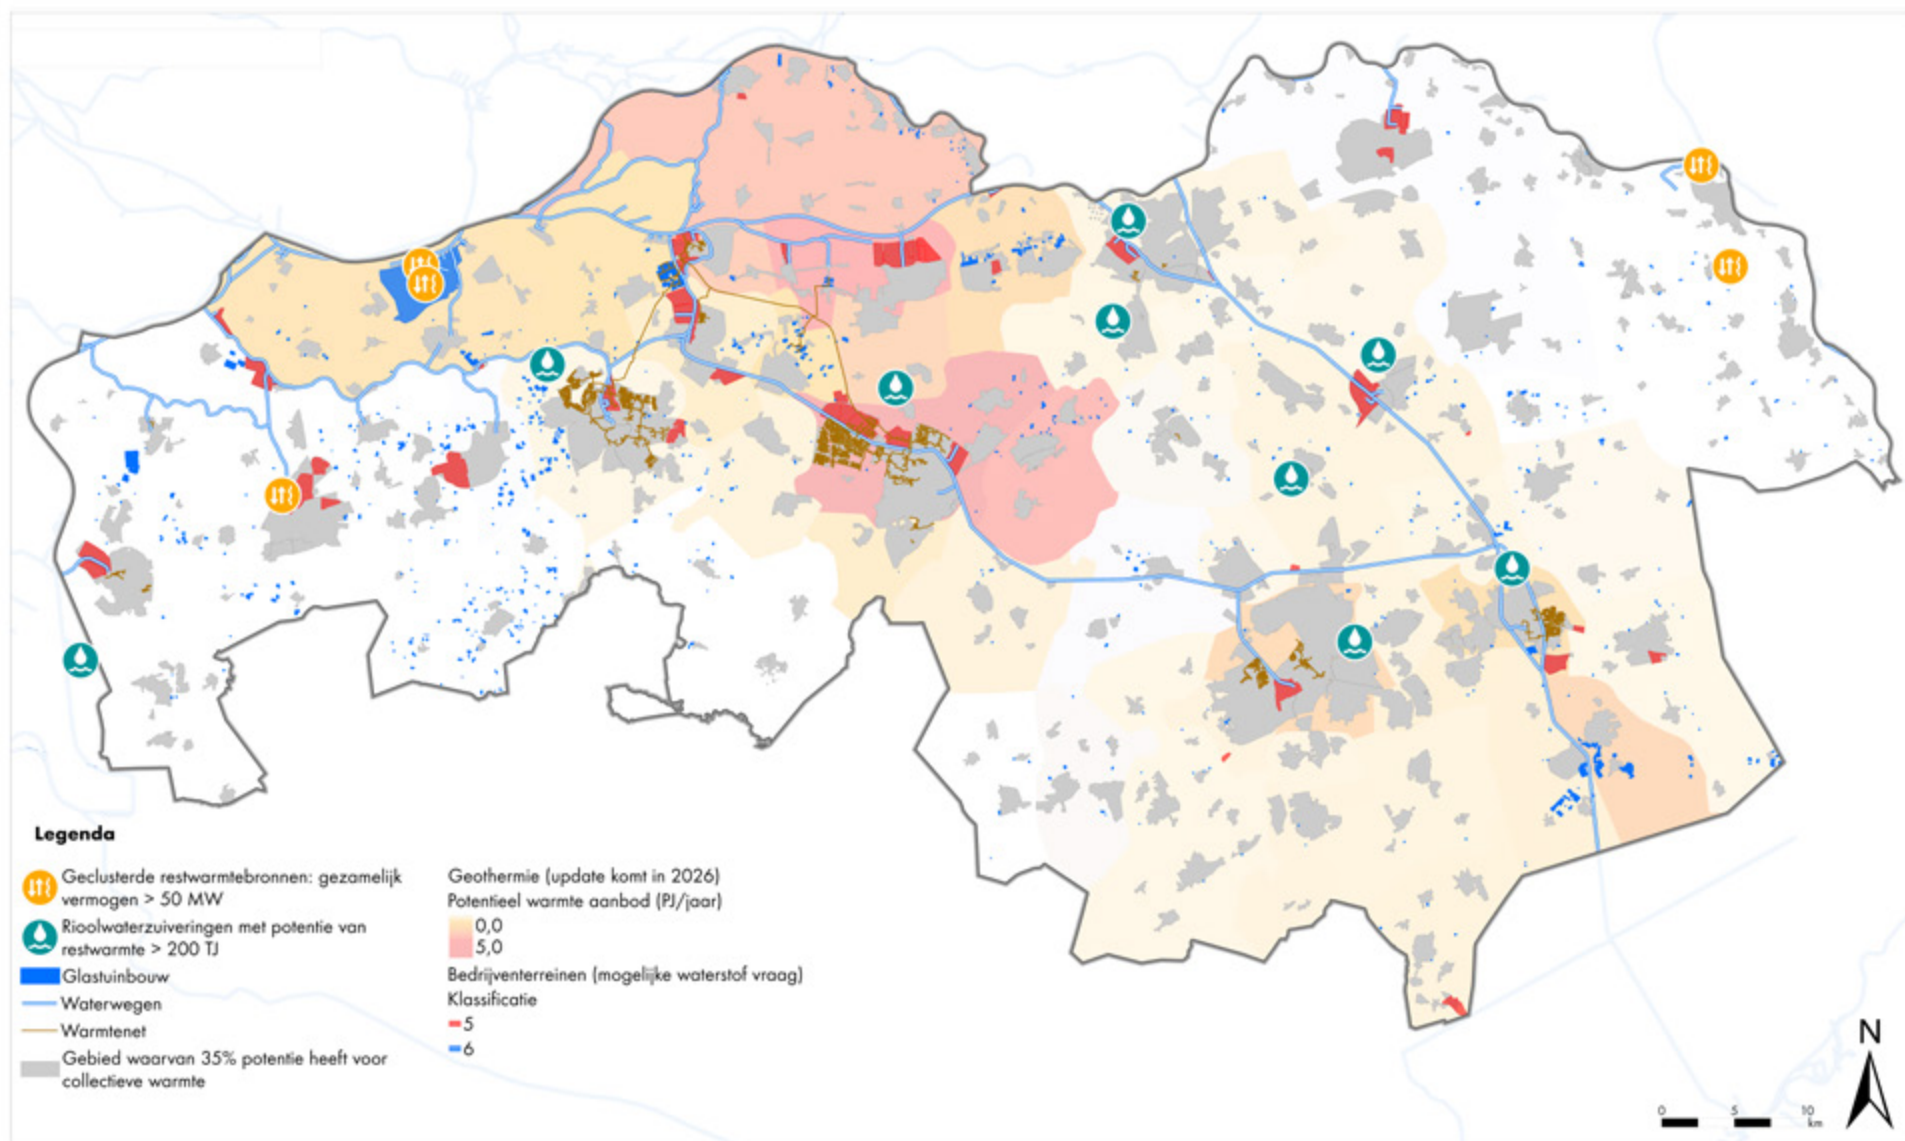 Legenda
Geclusterde restwarmtebronnen: gezamelijk
vermogen > 50 MW
Rioolwaterzuiveringen met potentie van
restwarmte > 200 TJ
Glastuinbouw
Waterwegen
Warmtenet
Gebied waarvan 35% potentie heeft voor
collectieve warmte
Geothermie (update komt in 2026)
Potentieel warmte aanbod (PJ/jaar)
0,0
5,0
Bedrijventerreinen (mogelijke waterstof vraag)
Klassificatie
5
6
N
0 5 10
km